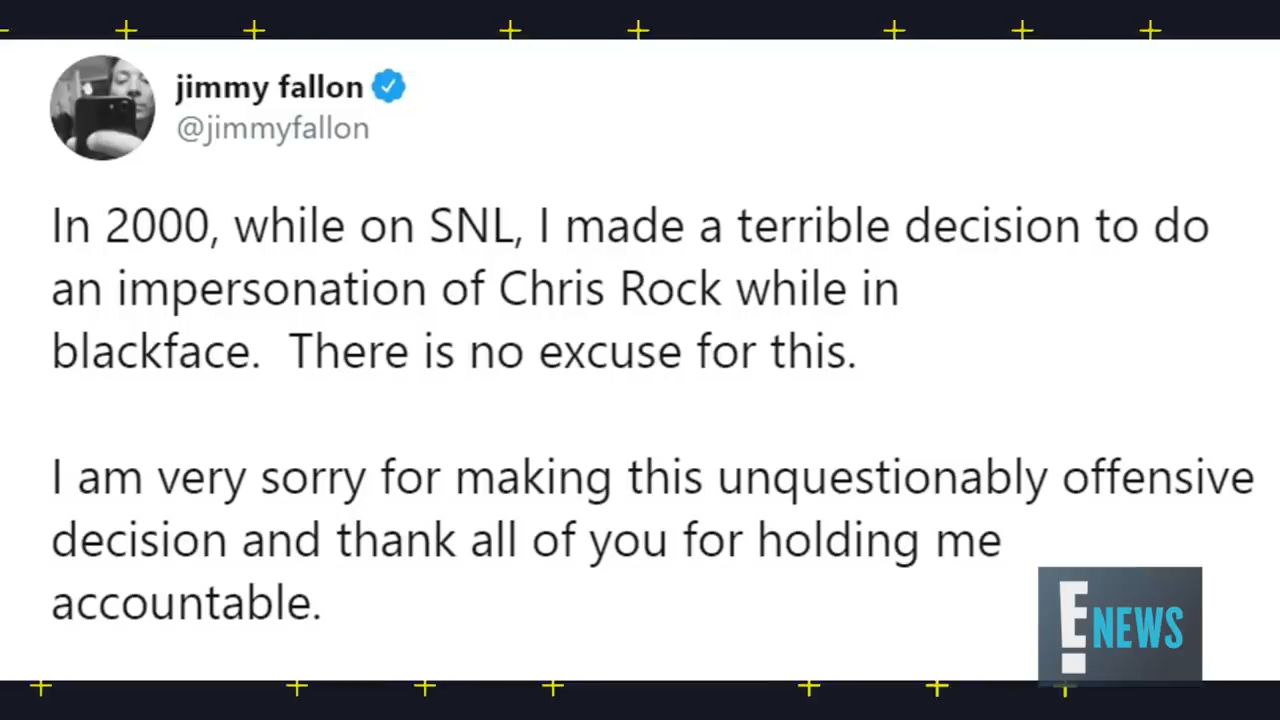 jimmy fallon
@jimmyfallon
In 2000, while on SNL, I made a terrible decision to do
an impersonation of Chris Rock while in
blackface.  There is no excuse for this.
I am very sorry for making this unquestionably offensive
decision and thank all of you for holding me
accountable.
E! NEWS